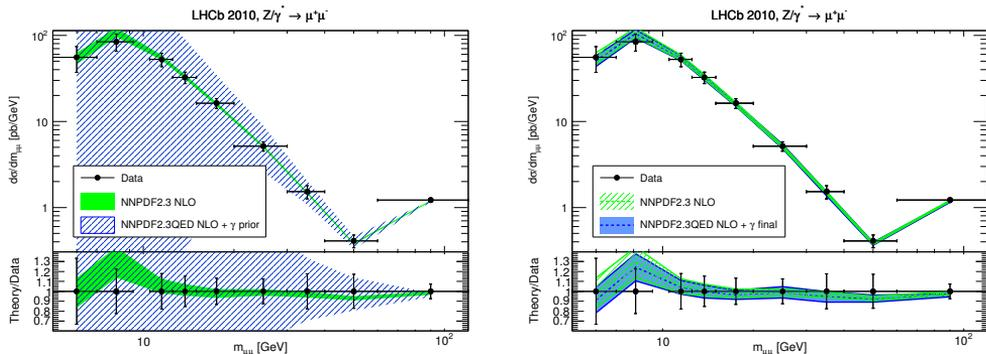 LHCb 2010, Z/γ* → μ⁺μ⁻
dσ/dm_μμ [pb/GeV]
10²
10
1
Data
NNPDF2.3 NLO
NNPDF2.3QED NLO + γ prior
Theory/Data
1.3
1.2
1.1
1
0.9
0.8
0.7
10
10²
m_μμ [GeV]
LHCb 2010, Z/γ* → μ⁺μ⁻
dσ/dm_μμ [pb/GeV]
10²
10
1
Data
NNPDF2.3 NLO
NNPDF2.3QED NLO + γ final
Theory/Data
1.3
1.2
1.1
1
0.9
0.8
0.7
10
10²
m_μμ [GeV]